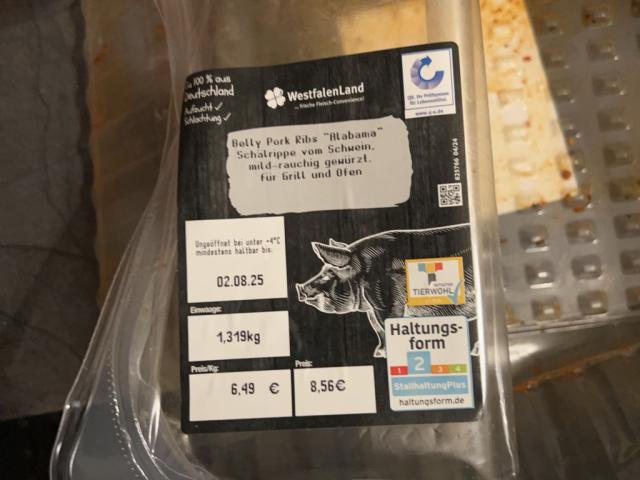 100 % aus
Deutschland
Aufzucht ✓
Schlachtung ✓
WestfalenLand
frische Fleisch-Convenience!
QS. Ihr Prüfsystem
für Lebensmittel.
www.q-s.de
Belly Pork Ribs "Alabama"
Schälrippe vom Schwein,
mild-rauchig gewürzt,
für Grill und Ofen
825766 04/24
Ungeöffnet bei unter +4°C
mindestens haltbar bis:
02.08.25
Einwaage:
1,319kg
Preis/Kg:
6,49 €
Preis:
8,56€
INITIATIVE
TIERWOHL
Haltungs-
form
2
1 3 4
StallhaltungPlus
haltungsform.de